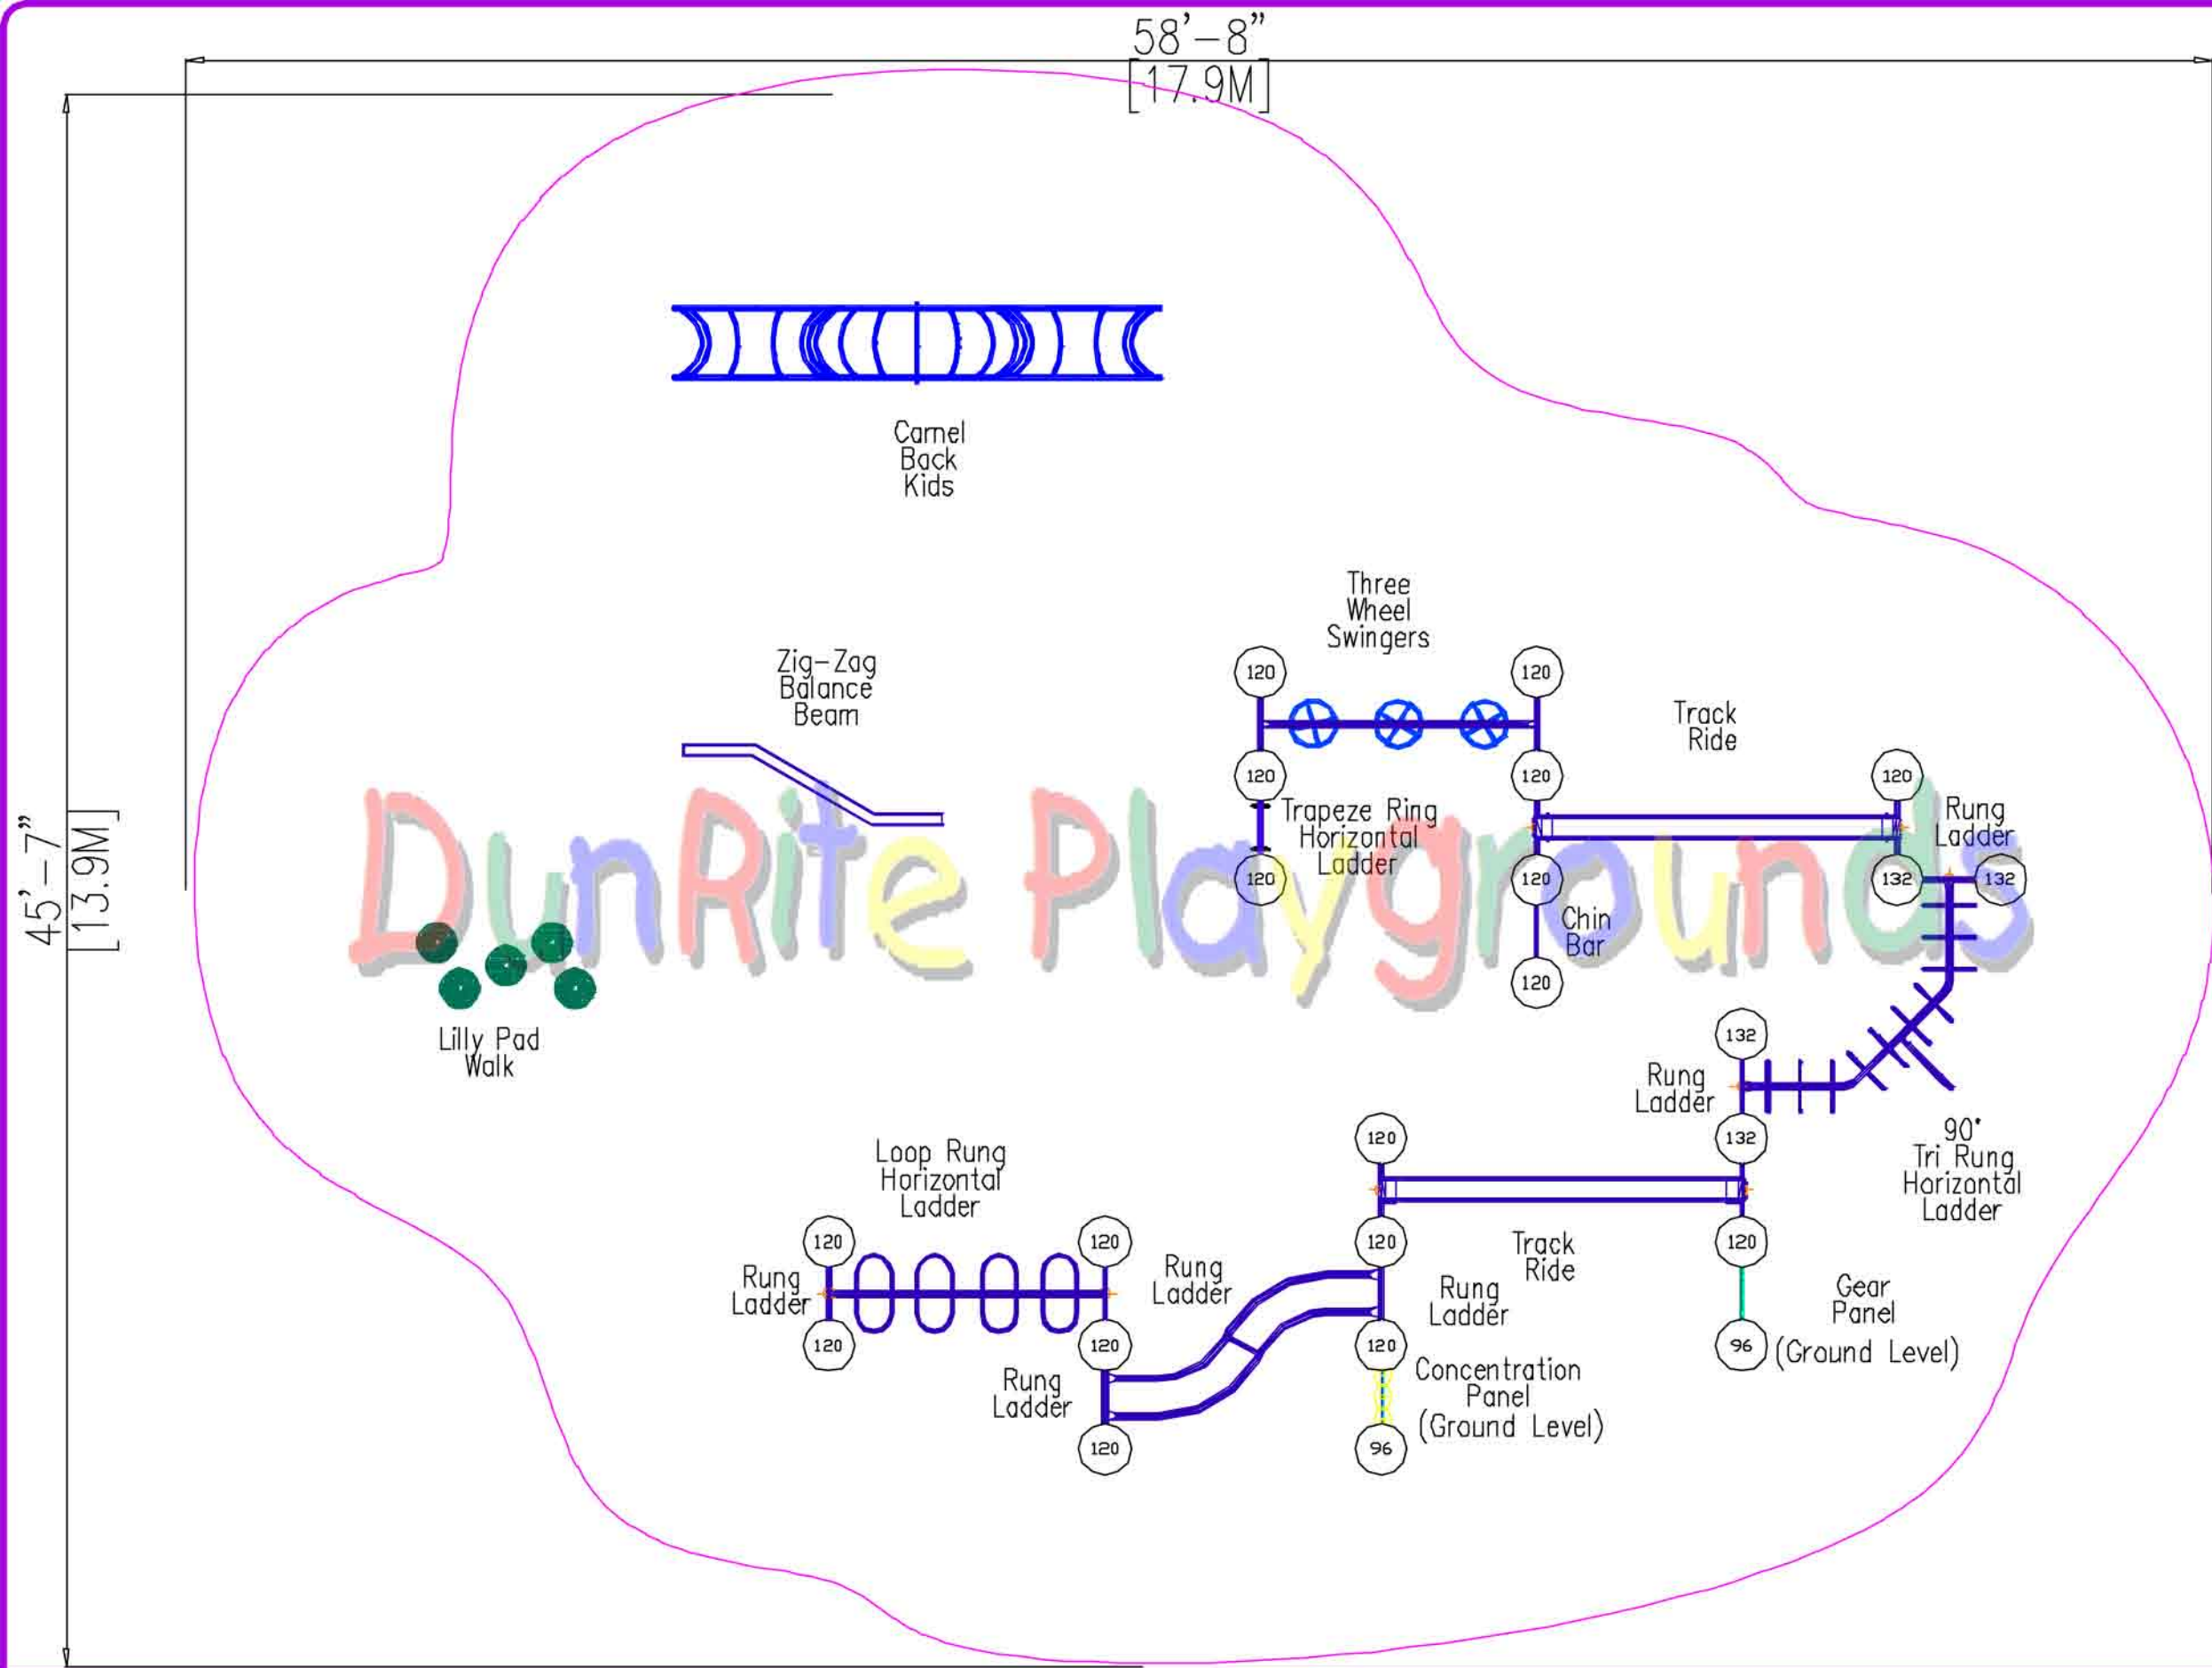 58'-8"
[17.9M]
45'-7"
[13.9M]
Camel
Back
Kids
Three
Wheel
Swingers
Zig-Zag
Balance
Beam
120
120
Track
Ride
120
120
120
Trapeze Ring
Horizontal
Ladder
Rung
Ladder
DunRite Playgrounds
120
120
132
132
Chin
Bar
120
Lilly Pad
Walk
132
Rung
Ladder
132
90°
Tri Rung
Horizontal
Ladder
120
Loop Rung
Horizontal
Ladder
120
120
120
120
Rung
Ladder
Rung
Ladder
Track
Ride
Rung
Ladder
Gear
Panel
(Ground Level)
120
120
120
96
Rung
Ladder
Concentration
Panel
(Ground Level)
120
96